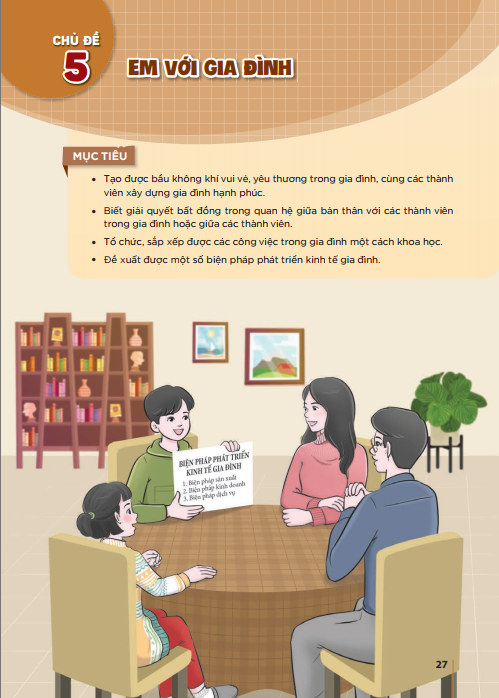 CHỦ ĐỀ
5
EM VỚI GIA ĐÌNH
MỤC TIÊU
• Tạo được bầu không khí vui vẻ, yêu thương trong gia đình, cùng các thành
viên xây dựng gia đình hạnh phúc.
• Biết giải quyết bất đồng trong quan hệ giữa bản thân với các thành viên
trong gia đình hoặc giữa các thành viên.
• Tổ chức, sắp xếp được các công việc trong gia đình một cách khoa học.
• Đề xuất được một số biện pháp phát triển kinh tế gia đình.
BIỆN PHÁP PHÁT TRIỂN
KINH TẾ GIA ĐÌNH
1. Biện pháp sản xuất
2. Biện pháp kinh doanh
3. Biện pháp dịch vụ
27